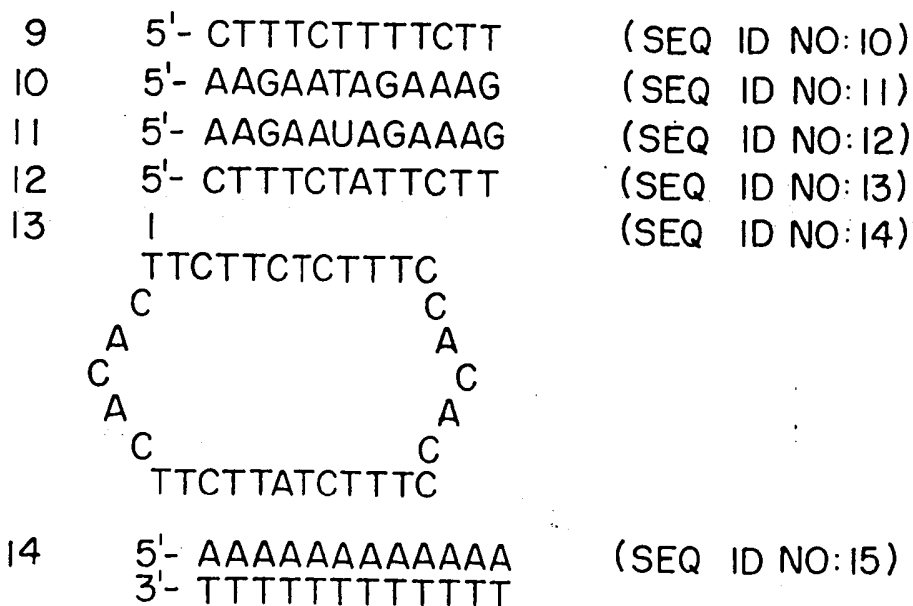 9 5'- CTTTCTTTTCTT (SEQ ID NO:10)
10 5'- AAGAATAGAAAG (SEQ ID NO:11)
11 5'- AAGAAUAGAAAG (SEQ ID NO:12)
12 5'- CTTTCTATTCTT (SEQ ID NO:13)
13 1 (SEQ ID NO:14)
TTCTTCTCTTTC
C C
A A
C C
A A
C C
TTCTTATCTTTC
14 5'- AAAAAAAAAAAA (SEQ ID NO:15)
3'- TTTTTTTTTTTT